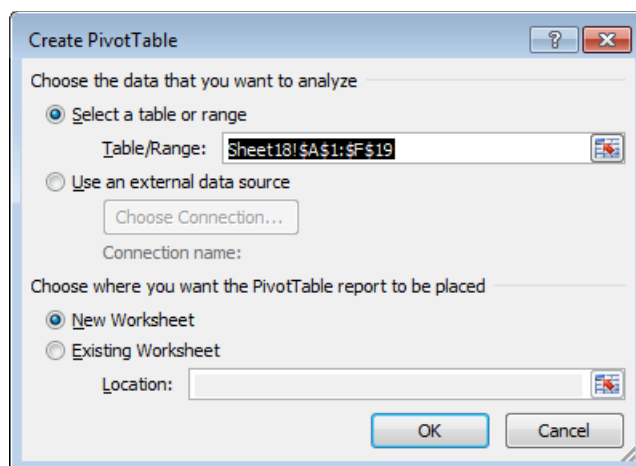 Create PivotTable
?
Choose the data that you want to analyze
Select a table or range
Table/Range: Sheet18!$A$1:$F$19
Use an external data source
Choose Connection...
Connection name:
Choose where you want the PivotTable report to be placed
New Worksheet
Existing Worksheet
Location:
OK Cancel